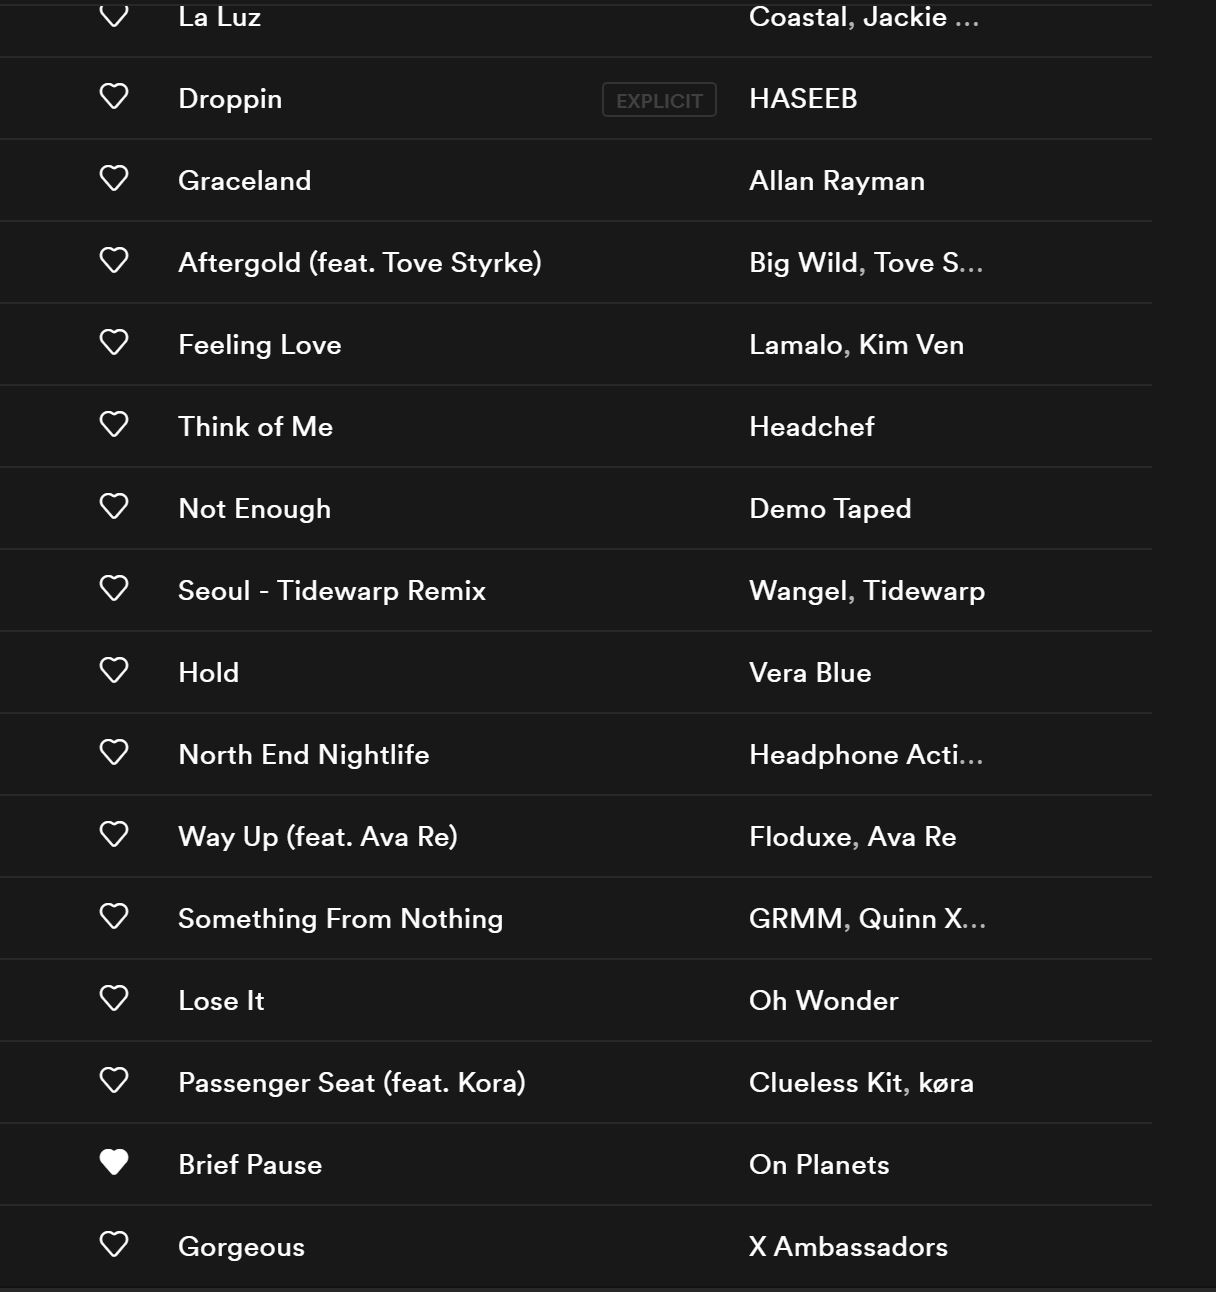 La Luz Coastal, Jackie ...
Droppin EXPLICIT HASEEB
Graceland Allan Rayman
Aftergold (feat. Tove Styrke) Big Wild, Tove S...
Feeling Love Lamalo, Kim Ven
Think of Me Headchef
Not Enough Demo Taped
Seoul - Tidewarp Remix Wangel, Tidewarp
Hold Vera Blue
North End Nightlife Headphone Acti...
Way Up (feat. Ava Re) Floduxe, Ava Re
Something From Nothing GRMM, Quinn X...
Lose It Oh Wonder
Passenger Seat (feat. Kora) Clueless Kit, køra
Brief Pause On Planets
Gorgeous X Ambassadors